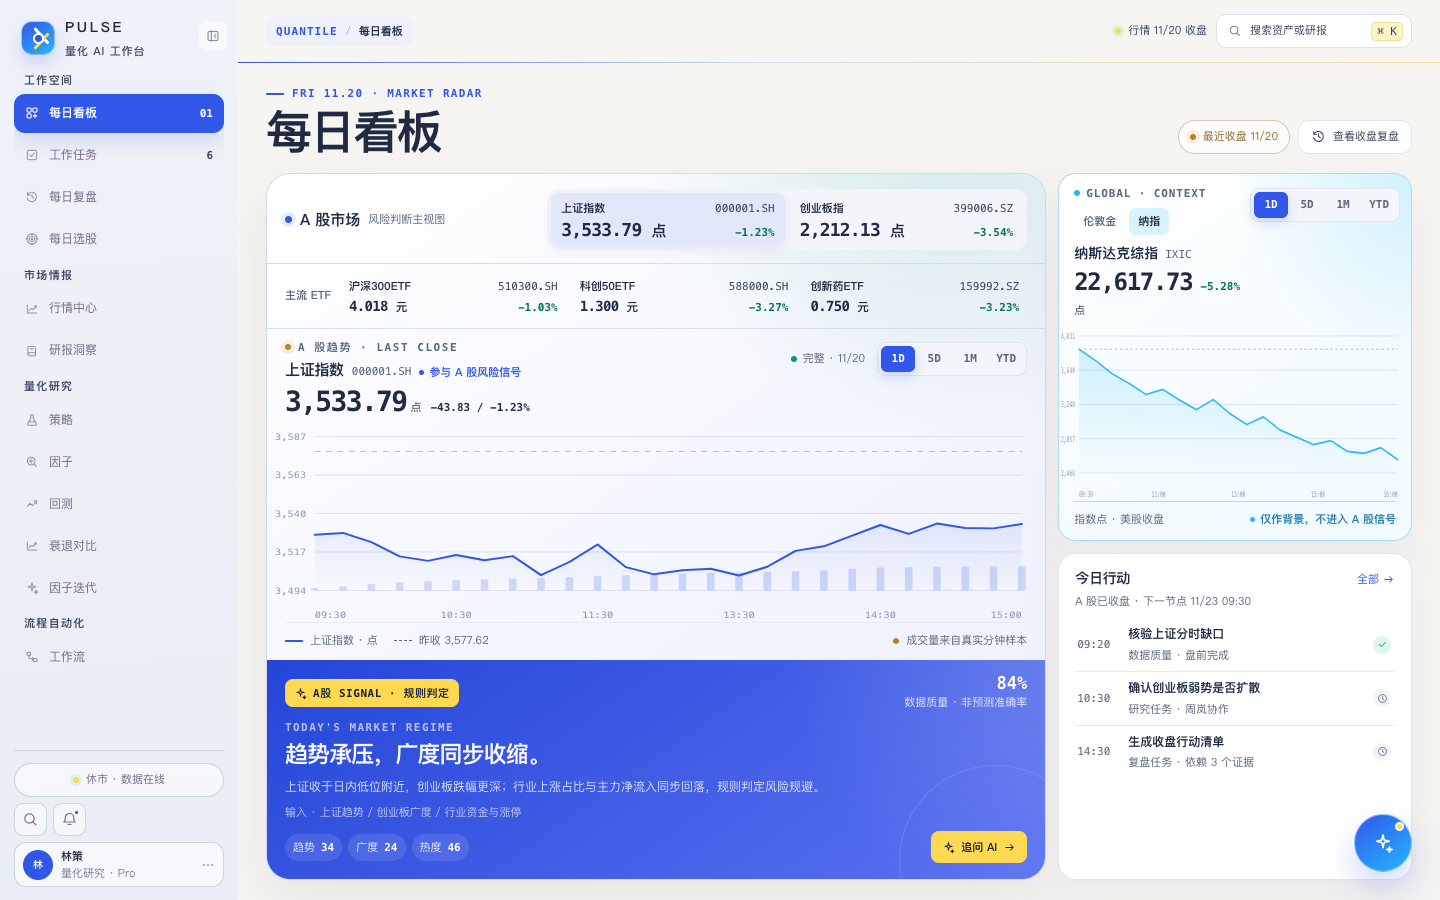 PULSE
量化 AI 工作台
工作空间
每日看板 01
工作任务 6
每日复盘
每日选股
市场情报
行情中心
研报洞察
量化研究
策略
因子
回测
衰退对比
因子迭代
流程自动化
工作流
休市 · 数据在线
林
林策
量化研究 · Pro
QUANTILE / 每日看板
行情 11/20 收盘
搜索资产或研报
⌘ K
FRI 11.20 · MARKET RADAR
每日看板
最近收盘 11/20
查看收盘复盘
A 股市场 风险判断主视图
上证指数 000001.SH
3,533.79 点 −1.23%
创业板指 399006.SZ
2,212.13 点 −3.54%
主流 ETF
沪深300ETF 510300.SH
4.018 元 −1.03%
科创50ETF 588000.SH
1.300 元 −3.27%
创新药ETF 159992.SZ
0.750 元 −3.23%
A 股趋势 · LAST CLOSE
上证指数 000001.SH 参与 A 股风险信号
3,533.79 点 −43.83 / −1.23%
完整 · 11/20
1D 5D 1M YTD
3,587
3,563
3,540
3,517
3,494
09:30 10:30 11:30 13:30 14:30 15:00
上证指数 · 点 昨收 3,577.62
成交量来自真实分钟样本
A股 SIGNAL · 规则判定
84%
数据质量 · 非预测准确率
TODAY'S MARKET REGIME
趋势承压，广度同步收缩。
上证收于日内低位附近，创业板跌幅更深；行业上涨占比与主力净流入同步回落，规则判定风险规避。
输入 · 上证趋势 / 创业板广度 / 行业资金与涨停
趋势 34 广度 24 热度 46
追问 AI →
GLOBAL · CONTEXT
1D 5D 1M YTD
伦敦金 纳指
纳斯达克综指 IXIC
22,617.73 −5.28%
点
4,031
3,640
3,248
2,857
2,466
09:30 11:00 13:00 15:00 16:00
指数点 · 美股收盘
仅作背景，不进入 A 股信号
今日行动
全部 →
A 股已收盘 · 下一节点 11/23 09:30
09:20 核验上证分时缺口
数据质量 · 盘前完成
10:30 确认创业板弱势是否扩散
研究任务 · 周岚协作
14:30 生成收盘行动清单
复盘任务 · 依赖 3 个证据